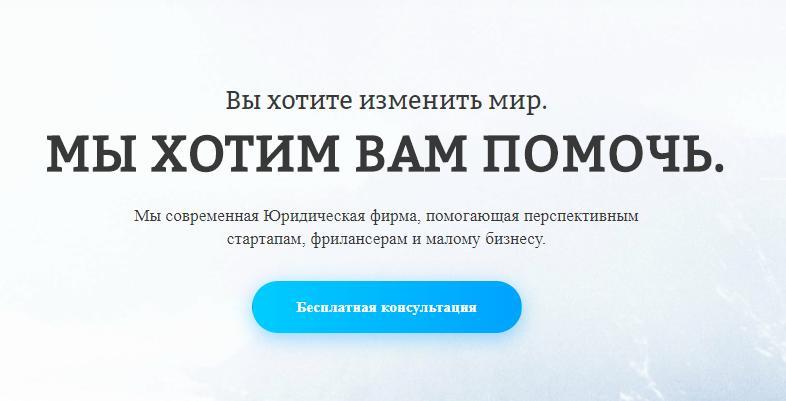 Вы хотите изменить мир.
МЫ ХОТИМ ВАМ ПОМОЧЬ.
Мы современная Юридическая фирма, помогающая перспективным
стартапам, фрилансерам и малому бизнесу.
Бесплатная консультация